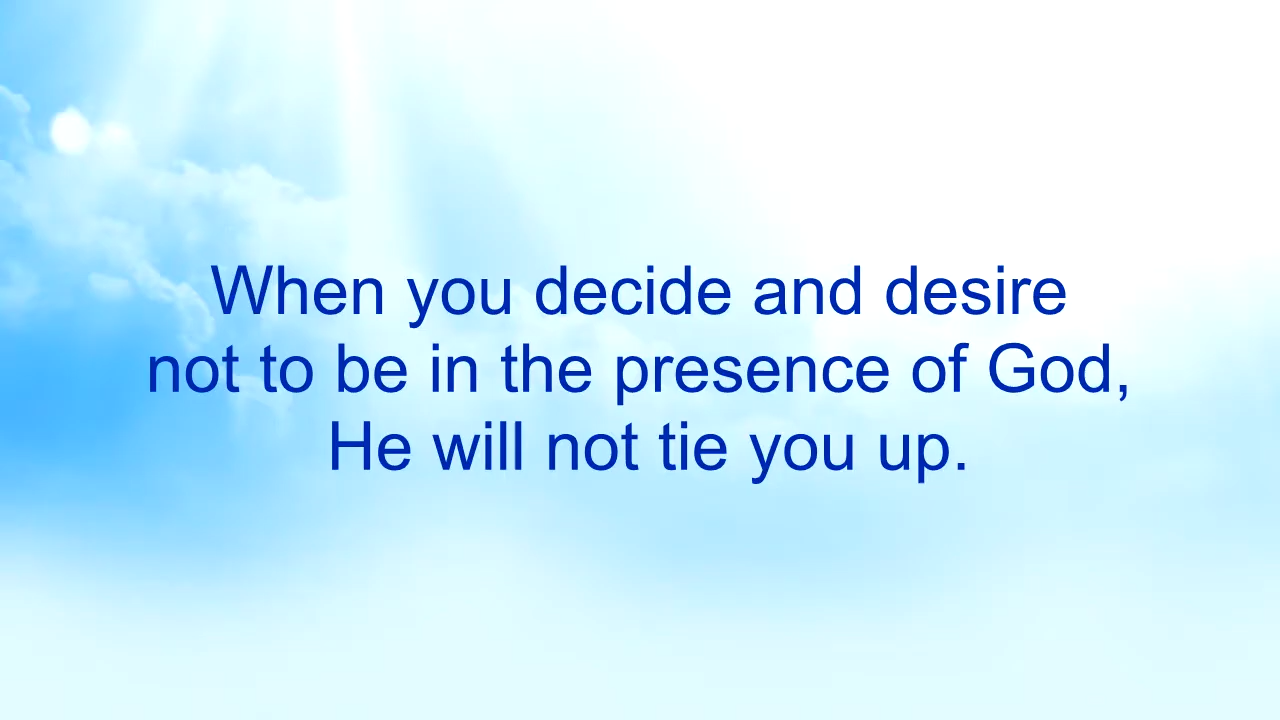 When you decide and desire
not to be in the presence of God,
He will not tie you up.